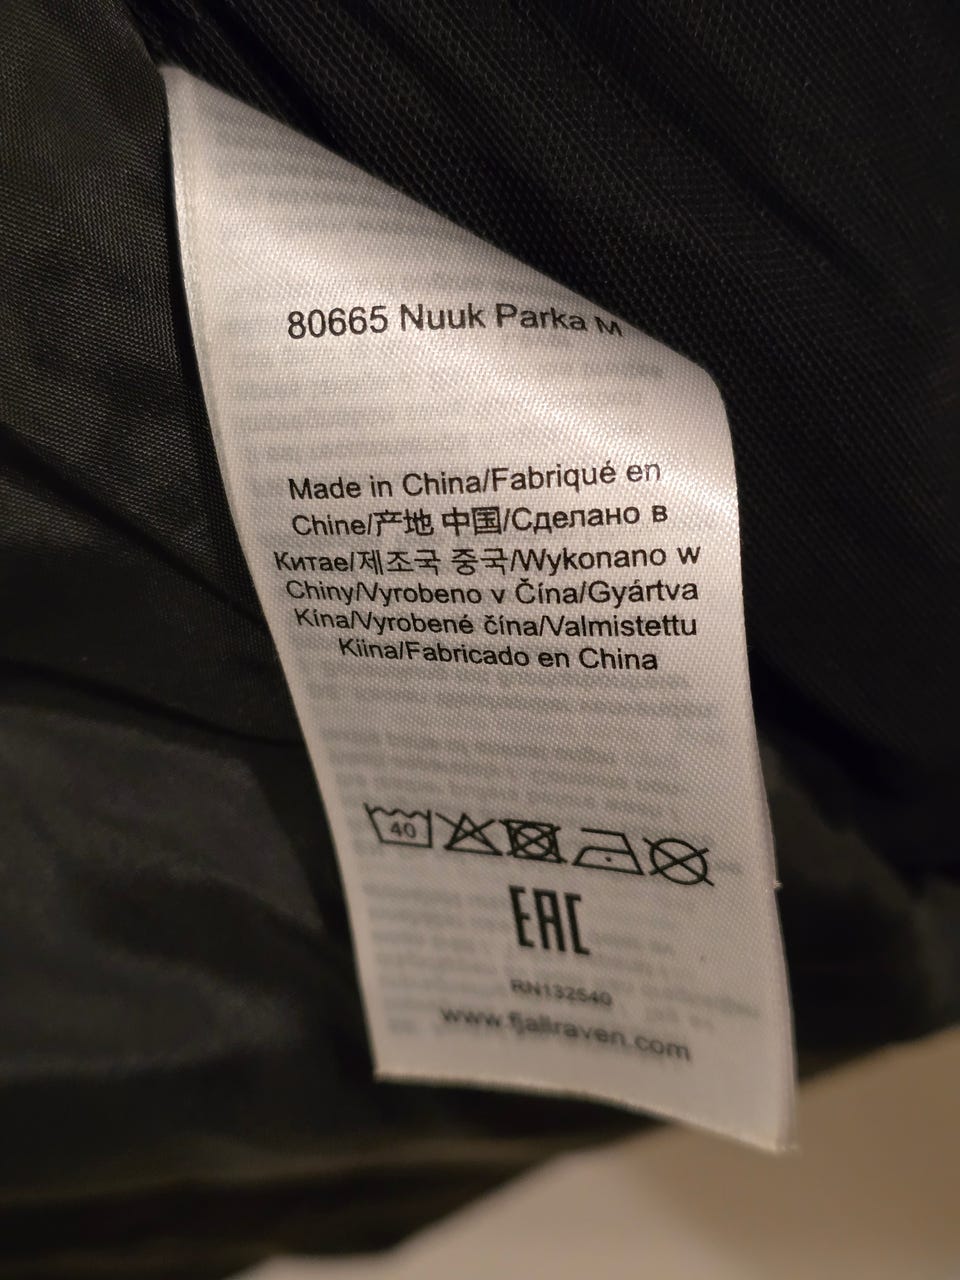 80665 Nuuk Parka M
Made in China/Fabriqué en
Chine/产地 中国/Сделано в
Китае/제조국 중국/Wykonano w
Chiny/Vyrobeno v Čína/Gyártva
Kína/Vyrobené čína/Valmistettu
Kiina/Fabricado en China
40
EAC
RN132540
www.fjallraven.com